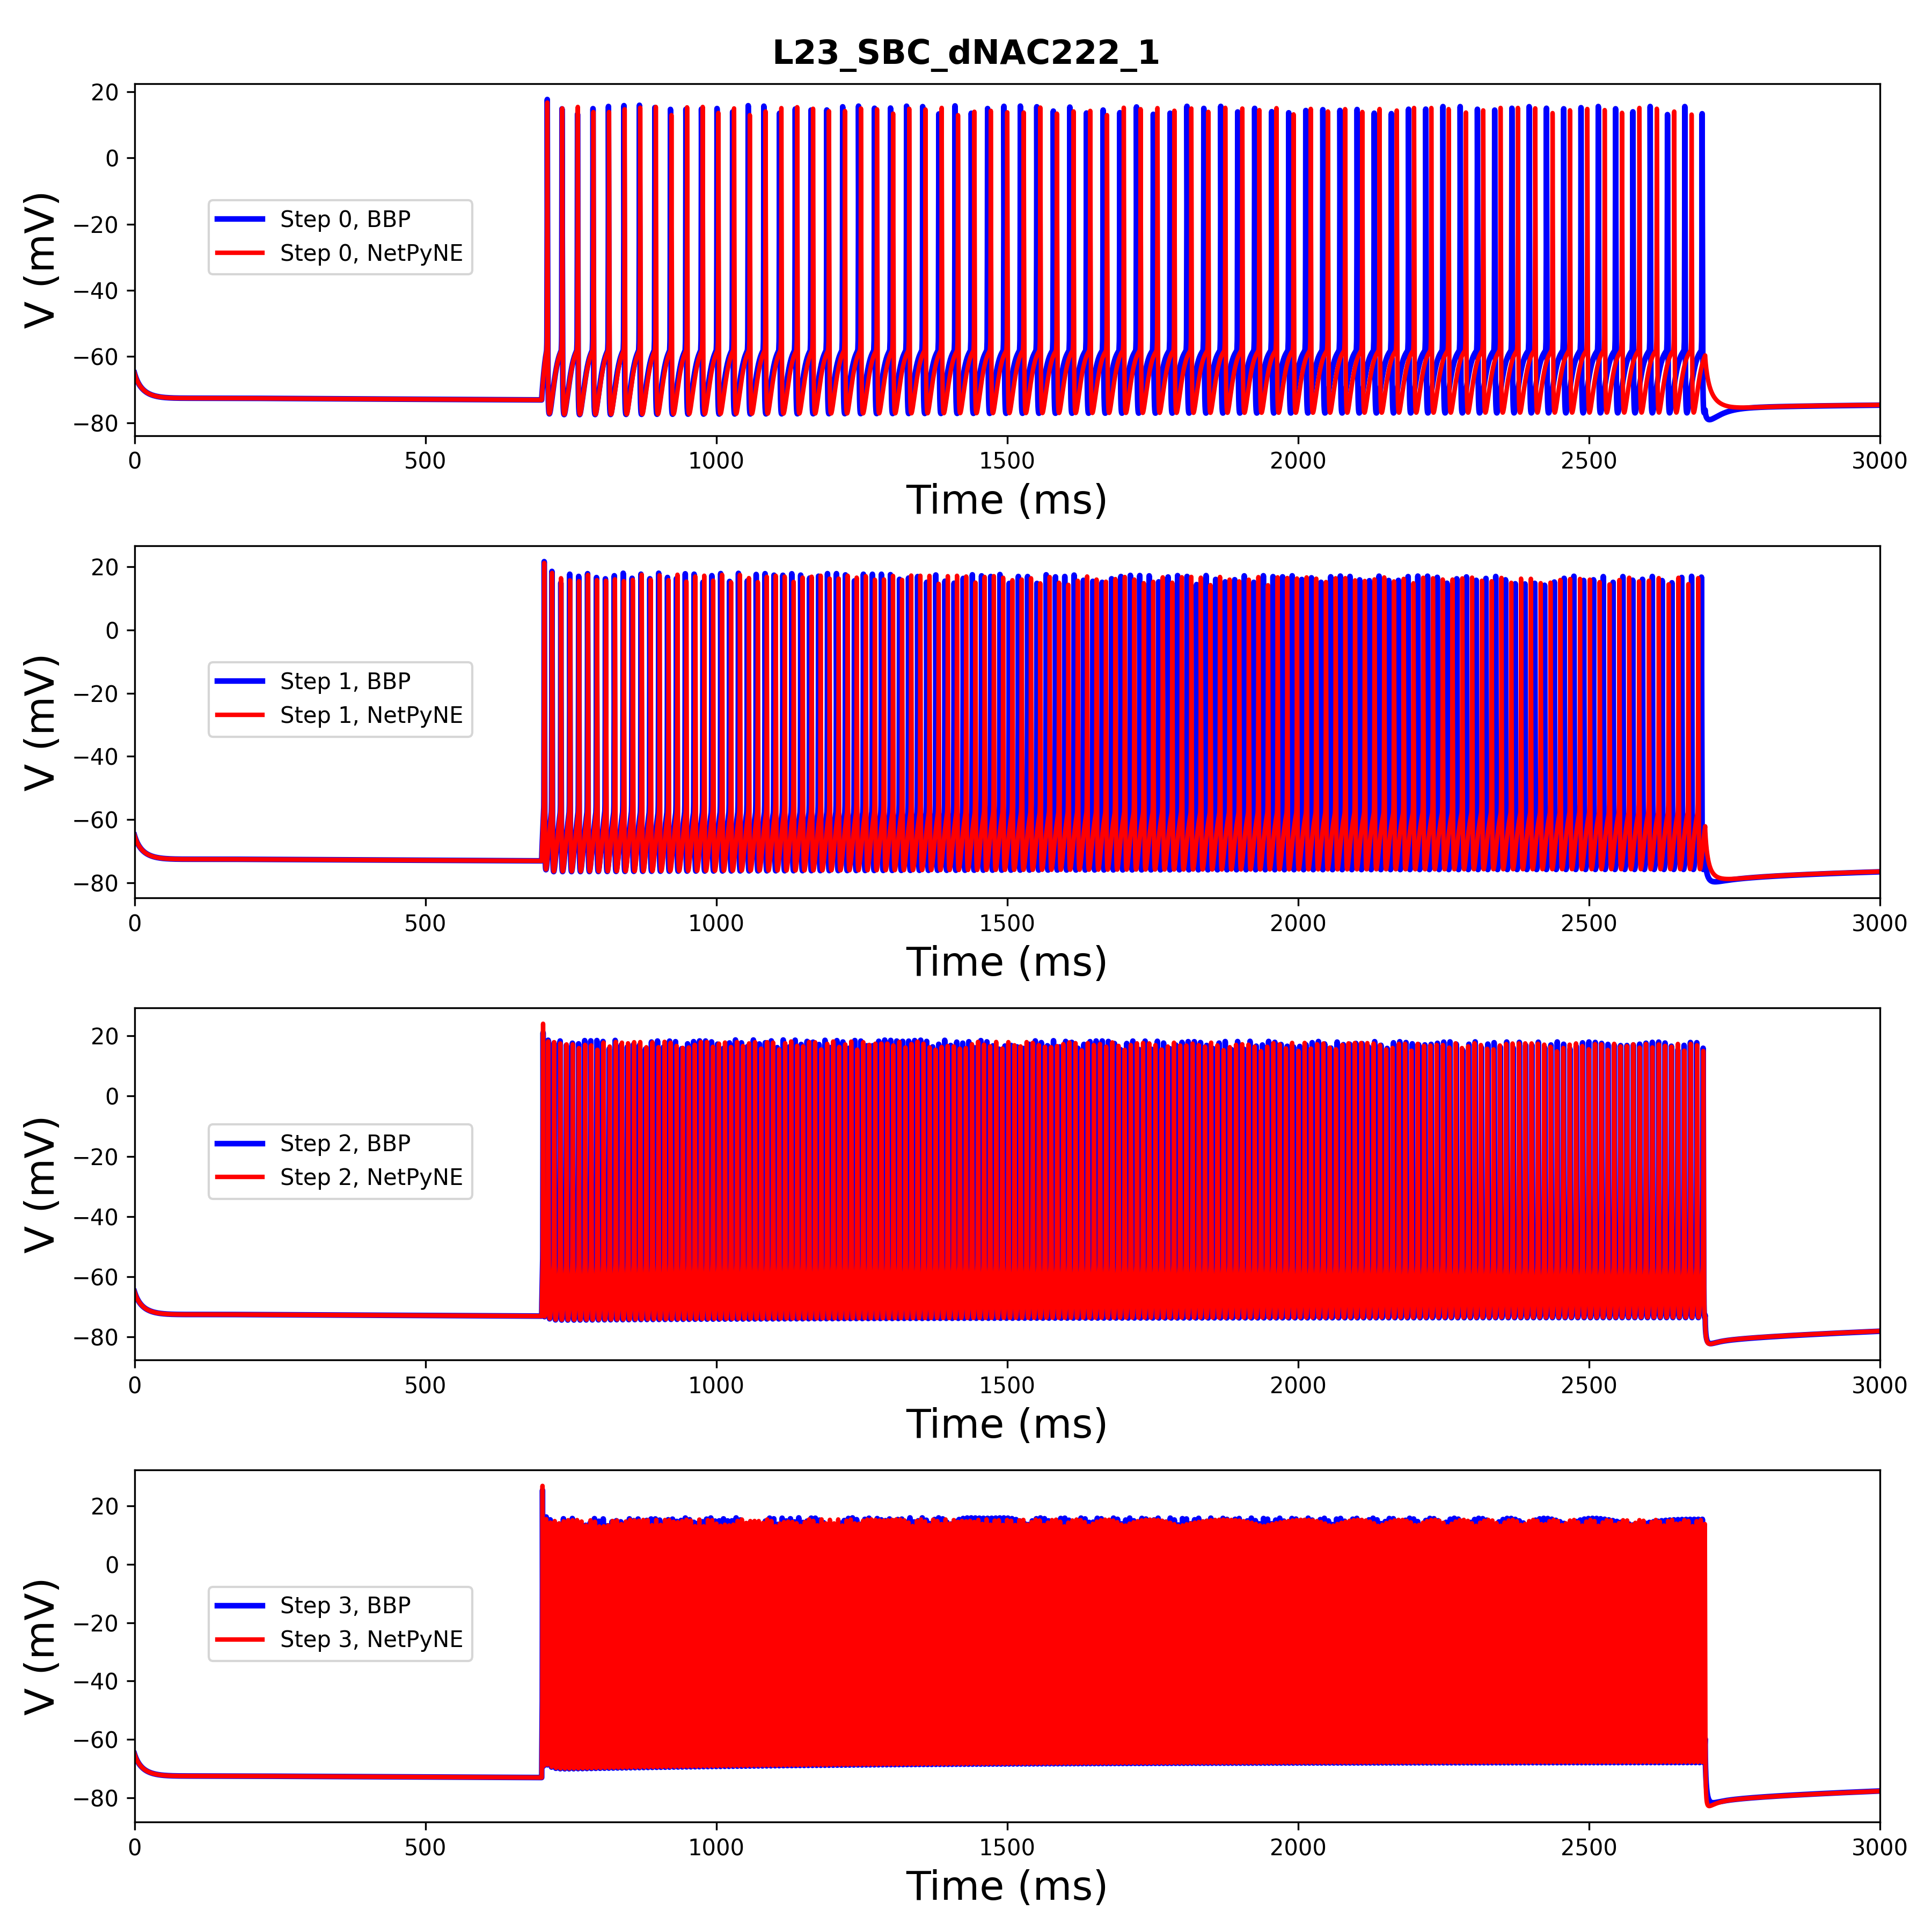 L23_SBC_dNAC222_1
V (mV)
20
0
−20
−40
−60
−80
Step 0, BBP
Step 0, NetPyNE
0 500 1000 1500 2000 2500 3000
Time (ms)
V (mV)
20
0
−20
−40
−60
−80
Step 1, BBP
Step 1, NetPyNE
0 500 1000 1500 2000 2500 3000
Time (ms)
V (mV)
20
0
−20
−40
−60
−80
Step 2, BBP
Step 2, NetPyNE
0 500 1000 1500 2000 2500 3000
Time (ms)
V (mV)
20
0
−20
−40
−60
−80
Step 3, BBP
Step 3, NetPyNE
0 500 1000 1500 2000 2500 3000
Time (ms)